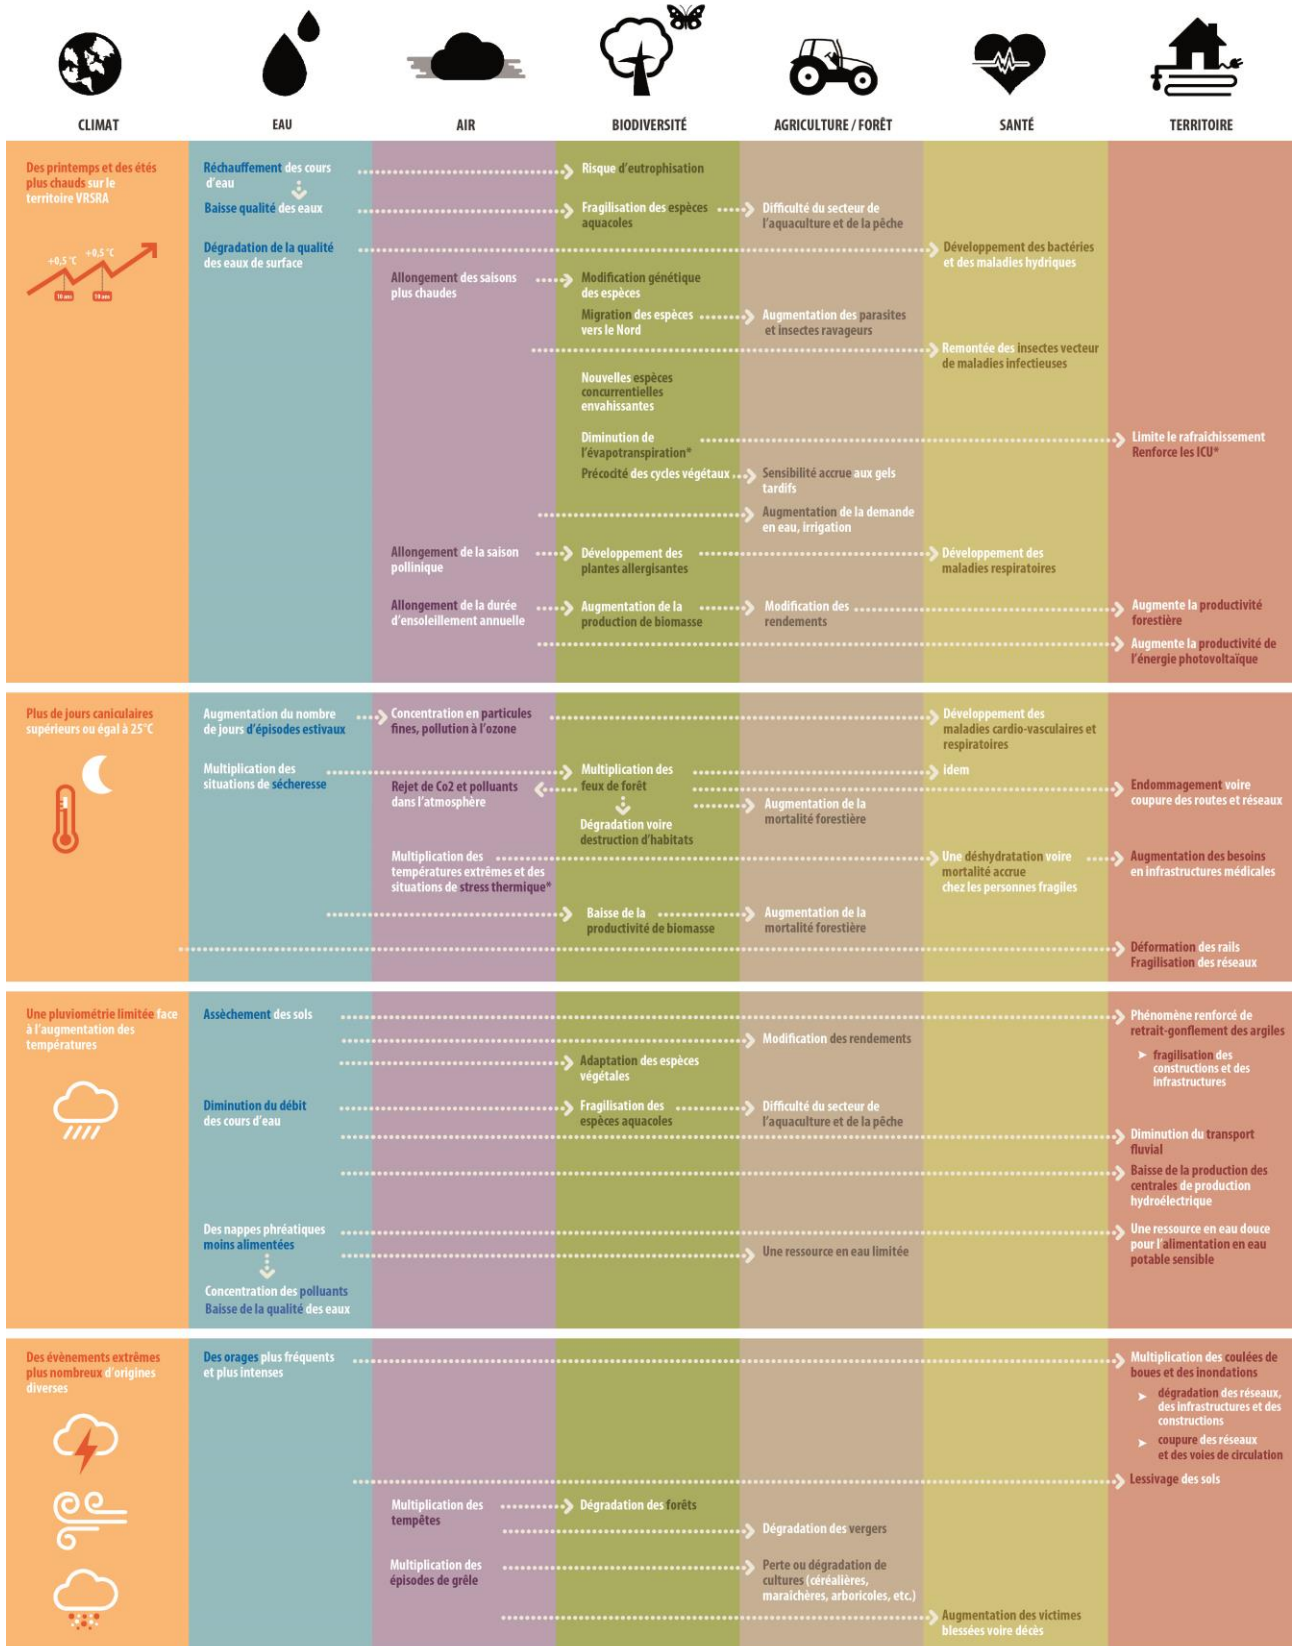 CLIMAT
EAU
AIR
BIODIVERSITÉ
AGRICULTURE / FORÊT
SANTÉ
TERRITOIRE
Des printemps et des étés
plus chauds sur le
territoire VRSRA
+0,5 °C
+0,5 °C
10 ans
10 ans
Réchauffement des cours
d'eau
Risque d'eutrophisation
Baisse qualité des eaux
Fragilisation des espèces
aquacoles
Difficulté du secteur de
l'aquaculture et de la pêche
Dégradation de la qualité
des eaux de surface
Développement des bactéries
et des maladies hydriques
Allongement des saisons
plus chaudes
Modification génétique
des espèces
Migration des espèces
vers le Nord
Augmentation des parasites
et insectes ravageurs
Remontée des insectes vecteur
de maladies infectieuses
Nouvelles espèces
concurrentielles
envahissantes
Diminution de
l'évapotranspiration*
Limite le rafraîchissement
Renforce les ICU*
Précocité des cycles végétaux
Sensibilité accrue aux gels
tardifs
Augmentation de la demande
en eau, irrigation
Allongement de la saison
pollinique
Développement des
plantes allergisantes
Développement des
maladies respiratoires
Allongement de la durée
d'ensoleillement annuelle
Augmentation de la
production de biomasse
Modification des
rendements
Augmente la productivité
forestière
Augmente la productivité de
l'énergie photovoltaïque
Plus de jours caniculaires
supérieurs ou égal à 25°C
Augmentation du nombre
de jours d'épisodes estivaux
Concentration en particules
fines, pollution à l'ozone
Développement des
maladies cardio-vasculaires et
respiratoires
Multiplication des
situations de sécheresse
Multiplication des
feux de forêt
idem
Rejet de Co2 et polluants
dans l'atmosphère
Endommagement voire
coupure des routes et réseaux
Augmentation de la
mortalité forestière
Dégradation voire
destruction d'habitats
Multiplication des
températures extrêmes et des
situations de stress thermique*
Une déshydratation voire
mortalité accrue
chez les personnes fragiles
Augmentation des besoins
en infrastructures médicales
Baisse de la
productivité de biomasse
Augmentation de la
mortalité forestière
Déformation des rails
Fragilisation des réseaux
Une pluviométrie limitée face
à l'augmentation des
températures
Assèchement des sols
Phénomène renforcé de
retrait-gonflement des argiles
➤ fragilisation des
constructions et des
infrastructures
Modification des rendements
Adaptation des espèces
végétales
Diminution du débit
des cours d'eau
Fragilisation des
espèces aquacoles
Difficulté du secteur de
l'aquaculture et de la pêche
Diminution du transport
fluvial
Baisse de la production des
centrales de production
hydroélectrique
Des nappes phréatiques
moins alimentées
Une ressource en eau limitée
Une ressource en eau douce
pour l'alimentation en eau
potable sensible
Concentration des polluants
Baisse de la qualité des eaux
Des évènements extrêmes
plus nombreux d'origines
diverses
Des orages plus fréquents
et plus intenses
Multiplication des coulées de
boues et des inondations
➤ dégradation des réseaux,
des infrastructures et des
constructions
➤ coupure des réseaux
et des voies de circulation
Lessivage des sols
Multiplication des
tempêtes
Dégradation des forêts
Dégradation des vergers
Multiplication des
épisodes de grêle
Perte ou dégradation de
cultures (céréalières,
maraîchères, arboricoles, etc.)
Augmentation des victimes
blessées voire décès